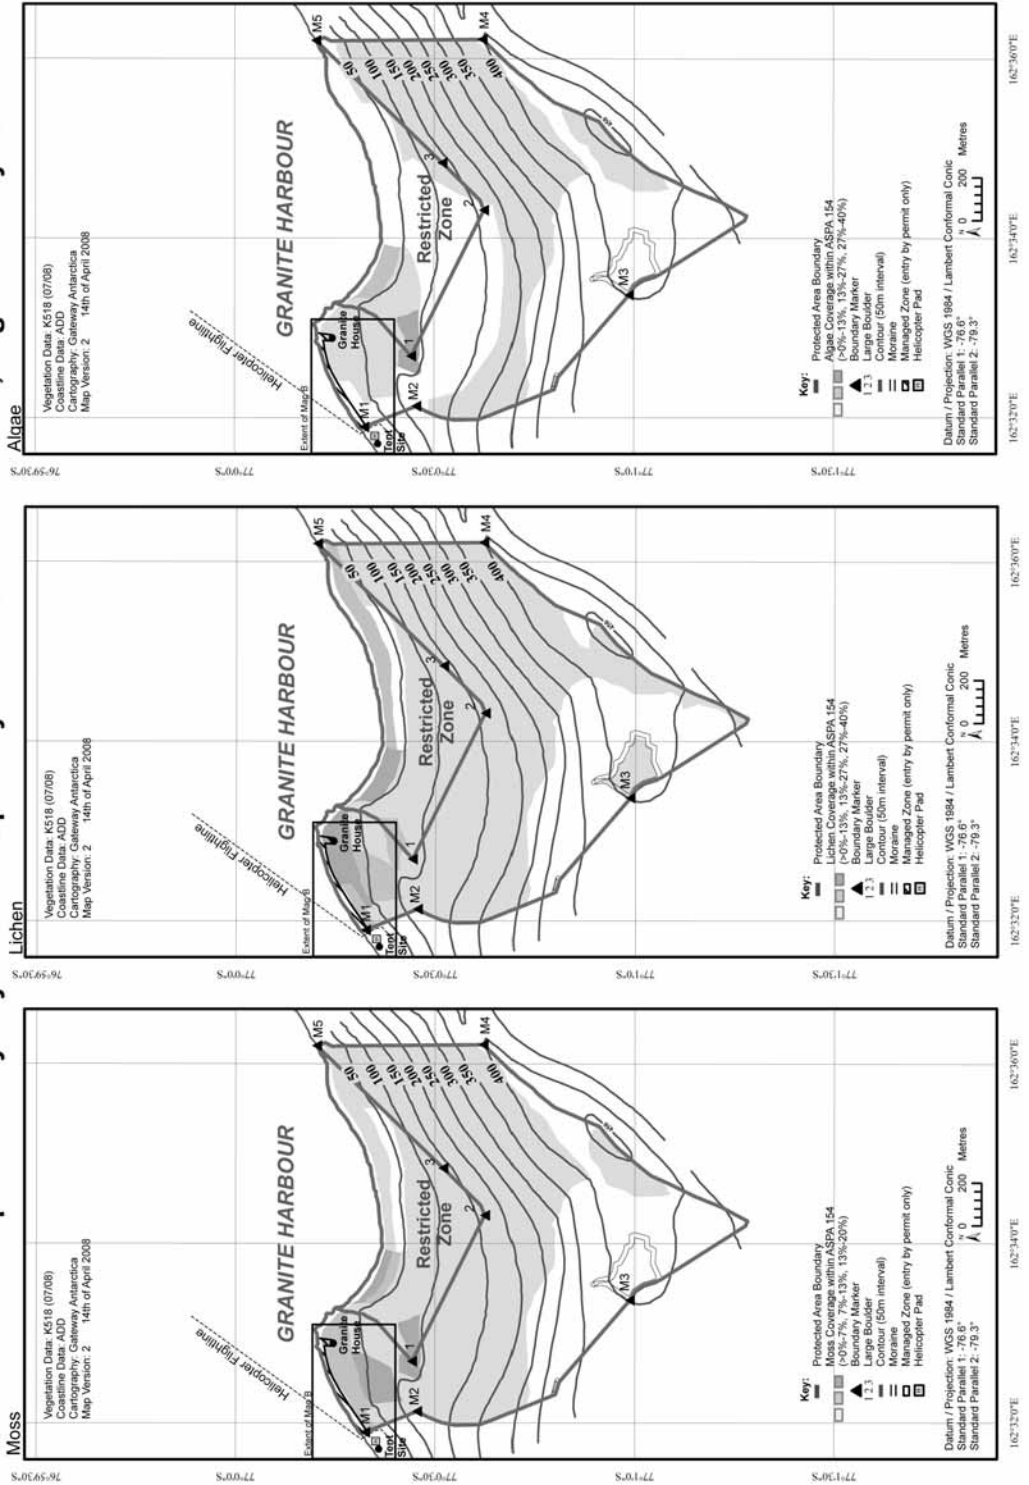 Moss
Vegetation Data: K518 (07/08)
Coastline Data: ADD
Cartography: Gateway Antarctica
Map Version: 2 14th of April 2008
Helicopter Flightline
GRANITE HARBOUR
Extent of Map B
Granite
House
M1
Tent
Site
M2
1
Restricted
Zone
2
3
M5
50
100
150
200
250
300
350
400
M4
M3
Key:
Protected Area Boundary
Moss Coverage within ASPA 154
(>0%-7%, 7%-13%, 13%-20%)
Boundary Marker
1 2 3 Large Boulder
Contour (50m interval)
Moraine
Managed Zone (entry by permit only)
H Helicopter Pad
Datum / Projection: WGS 1984 / Lambert Conformal Conic
Standard Parallel 1: -76.6°
Standard Parallel 2: -79.3°
N 0 200 Metres
76°59'30"S
77°0'0"S
77°0'30"S
77°1'0"S
77°1'30"S
162°32'0"E
162°34'0"E
162°36'0"E
Lichen
Vegetation Data: K518 (07/08)
Coastline Data: ADD
Cartography: Gateway Antarctica
Map Version: 2 14th of April 2008
Helicopter Flightline
GRANITE HARBOUR
Extent of Map B
Granite
House
M1
Tent
Site
M2
1
Restricted
Zone
2
3
M5
50
100
150
200
250
300
350
400
M4
M3
Key:
Protected Area Boundary
Lichen Coverage within ASPA 154
(>0%-13%, 13%-27%, 27%-40%)
Boundary Marker
1 2 3 Large Boulder
Contour (50m interval)
Moraine
Managed Zone (entry by permit only)
H Helicopter Pad
Datum / Projection: WGS 1984 / Lambert Conformal Conic
Standard Parallel 1: -76.6°
Standard Parallel 2: -79.3°
N 0 200 Metres
76°59'30"S
77°0'0"S
77°0'30"S
77°1'0"S
77°1'30"S
162°32'0"E
162°34'0"E
162°36'0"E
Algae
Vegetation Data: K518 (07/08)
Coastline Data: ADD
Cartography: Gateway Antarctica
Map Version: 2 14th of April 2008
Helicopter Flightline
GRANITE HARBOUR
Extent of Map B
Granite
House
M1
Tent
Site
M2
1
Restricted
Zone
2
3
M5
50
100
150
200
250
300
350
400
M4
M3
Key:
Protected Area Boundary
Algae Coverage within ASPA 154
(>0%-13%, 13%-27%, 27%-40%)
Boundary Marker
1 2 3 Large Boulder
Contour (50m interval)
Moraine
Managed Zone (entry by permit only)
H Helicopter Pad
Datum / Projection: WGS 1984 / Lambert Conformal Conic
Standard Parallel 1: -76.6°
Standard Parallel 2: -79.3°
N 0 200 Metres
76°59'30"S
77°0'0"S
77°0'30"S
77°1'0"S
77°1'30"S
162°32'0"E
162°34'0"E
162°36'0"E